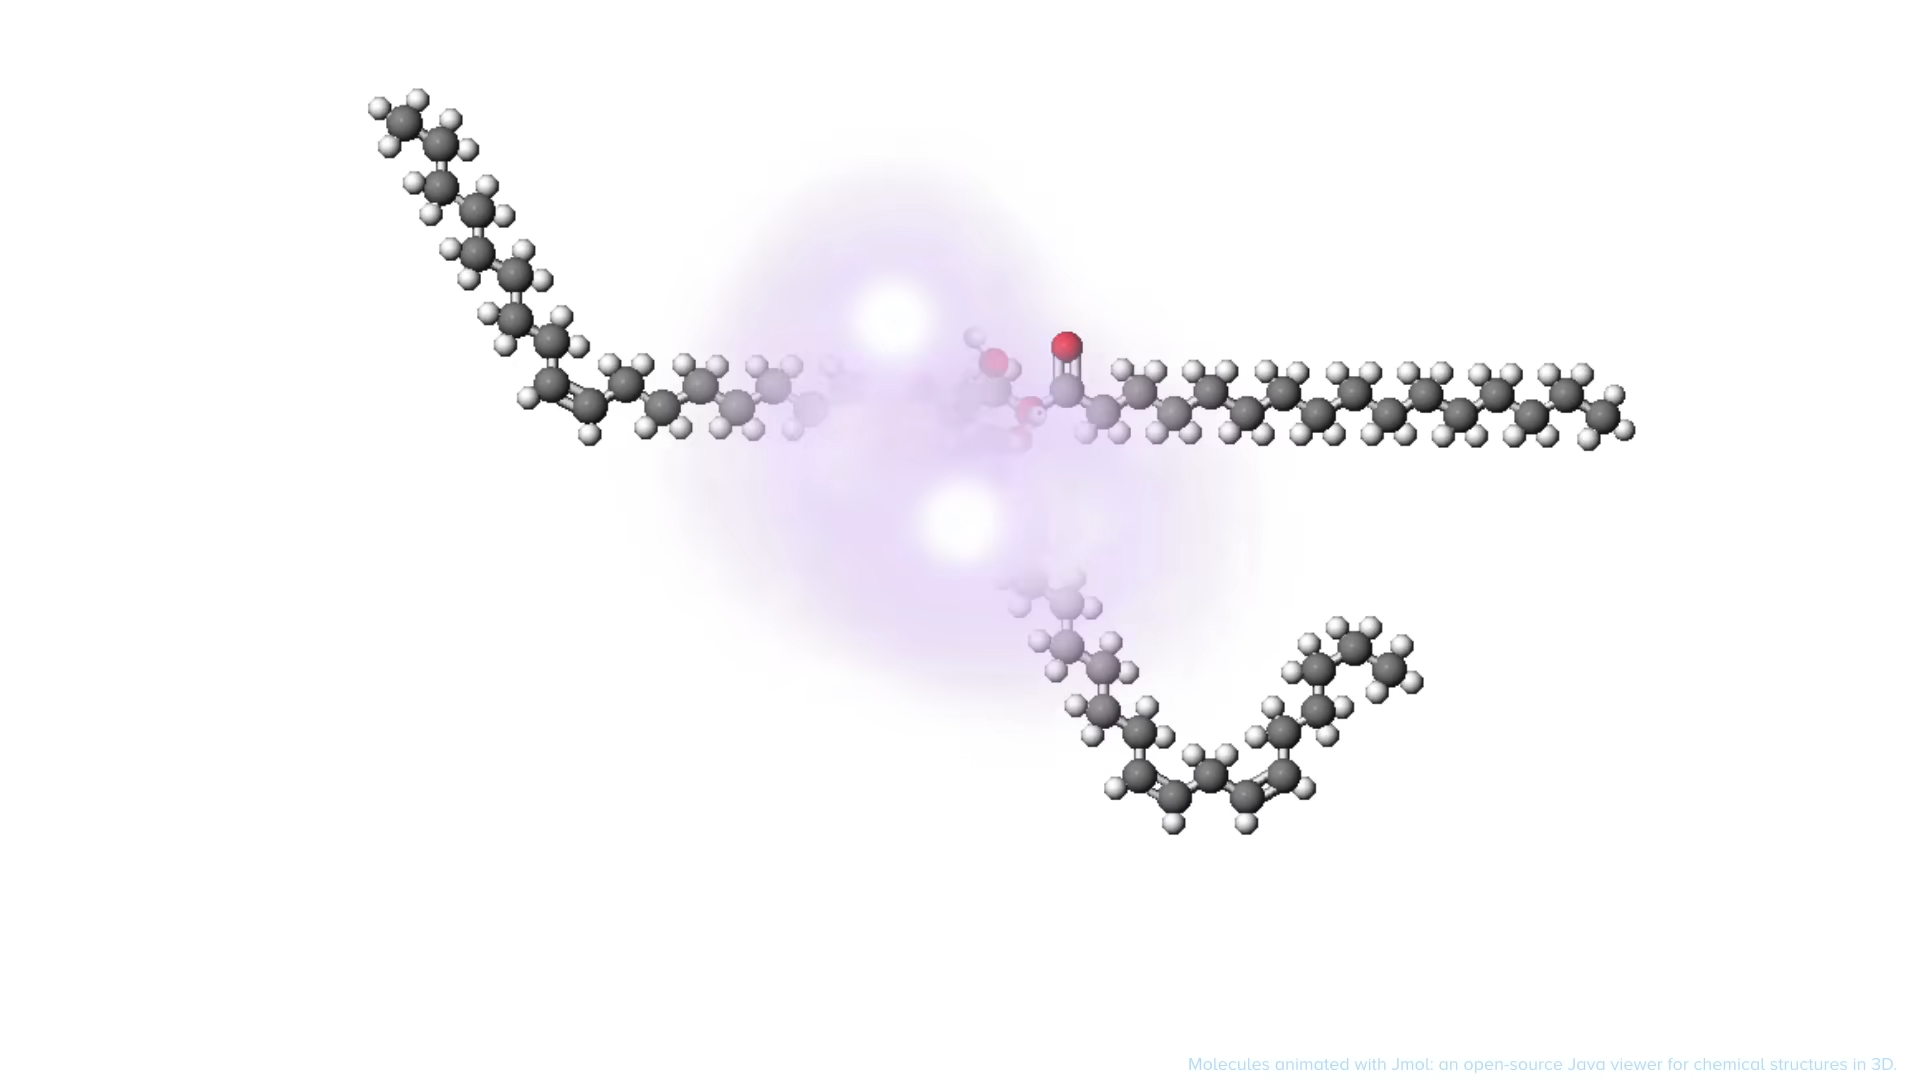 Molecules animated with Jmol: an open-source Java viewer for chemical structures in 3D.